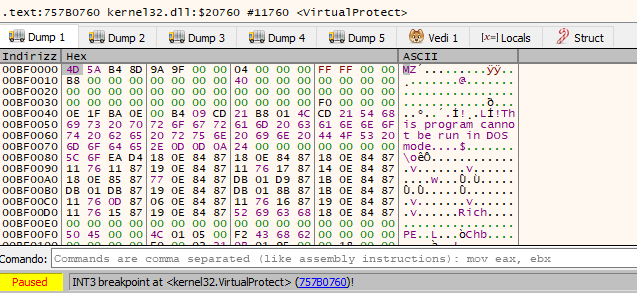 .text:757B0760 kernel32.dll:$20760 #11760 <VirtualProtect>
Dump 1 Dump 2 Dump 3 Dump 4 Dump 5 Vedi 1 [x]= Locals Struct
Indirizz Hex ASCII
00BF0000 4D 5A B4 8D 9A 9F 00 00 04 00 00 00 FF FF 00 00 MZ´.........ÿÿ..
00BF0010 B8 00 00 00 00 00 00 00 40 00 00 00 00 00 00 00 ¸.......@.......
00BF0020 00 00 00 00 00 00 00 00 00 00 00 00 00 00 00 00 ................
00BF0030 00 00 00 00 00 00 00 00 00 00 00 00 F0 00 00 00 ............ð...
00BF0040 0E 1F BA 0E 00 B4 09 CD 21 B8 01 4C CD 21 54 68 ..º..´.Í!¸.LÍ!Th
00BF0050 69 73 20 70 72 6F 67 72 61 6D 20 63 61 6E 6E 6F is program canno
00BF0060 74 20 62 65 20 72 75 6E 20 69 6E 20 44 4F 53 20 t be run in DOS
00BF0070 6D 6F 64 65 2E 0D 0D 0A 24 00 00 00 00 00 00 00 mode....$.......
00BF0080 5C 6F EA D4 18 0E 84 87 18 0E 84 87 18 0E 84 87 \oêÔ............
00BF0090 11 76 11 87 19 0E 84 87 11 76 17 87 14 0E 84 87 .v.......v......
00BF00A0 18 0E 85 87 77 0E 84 87 DB 01 D9 87 1B 0E 84 87 ....w...Û.Ù.....
00BF00B0 DB 01 DB 87 19 0E 84 87 DB 01 8B 87 1B 0E 84 87 Û.Û.....Û.......
00BF00C0 11 76 0D 87 06 0E 84 87 11 76 16 87 19 0E 84 87 .v.......v......
00BF00D0 11 76 15 87 19 0E 84 87 52 69 63 68 18 0E 84 87 .v......Rich....
00BF00E0 00 00 00 00 00 00 00 00 00 00 00 00 00 00 00 00 ................
00BF00F0 50 45 00 00 4C 01 05 00 F2 43 68 62 00 00 00 00 PE..L...òChb....
Comando: Commands are comma separated (like assembly instructions): mov eax, ebx
Paused INT3 breakpoint at <kernel32.VirtualProtect> (757B0760)!